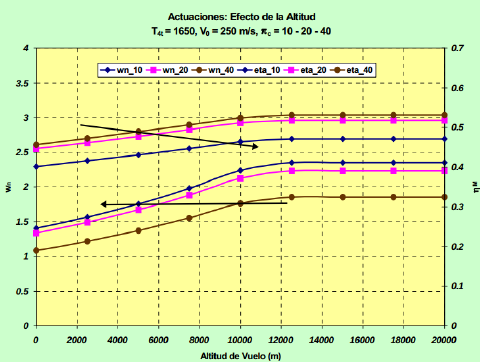 Actuaciones: Efecto de la Altitud
T4t = 1650, V0 = 250 m/s, πc = 10 - 20 - 40
wn_10 wn_20 wn_40 eta_10 eta_20 eta_40
4 0.7
3.5 0.6
3 0.5
2.5 0.4
2 0.3
1.5 0.2
1 0.1
0.5 0
0
wn
ηM
0 2000 4000 6000 8000 10000 12000 14000 16000 18000 20000
Altitud de Vuelo (m)